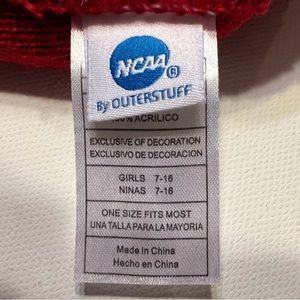 NCAA®
By OUTERSTUFF
100% ACRILICO
EXCLUSIVE OF DECORATION
EXCLUSIVO DE DECORACION
GIRLS 7-16
NINAS 7-16
ONE SIZE FITS MOST
UNA TALLA PARA LA MAYORIA
Made in China
Hecho en China